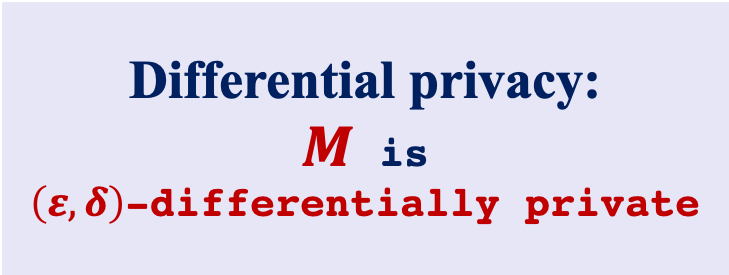 Differential privacy:
M is
(ε, δ)-differentially private